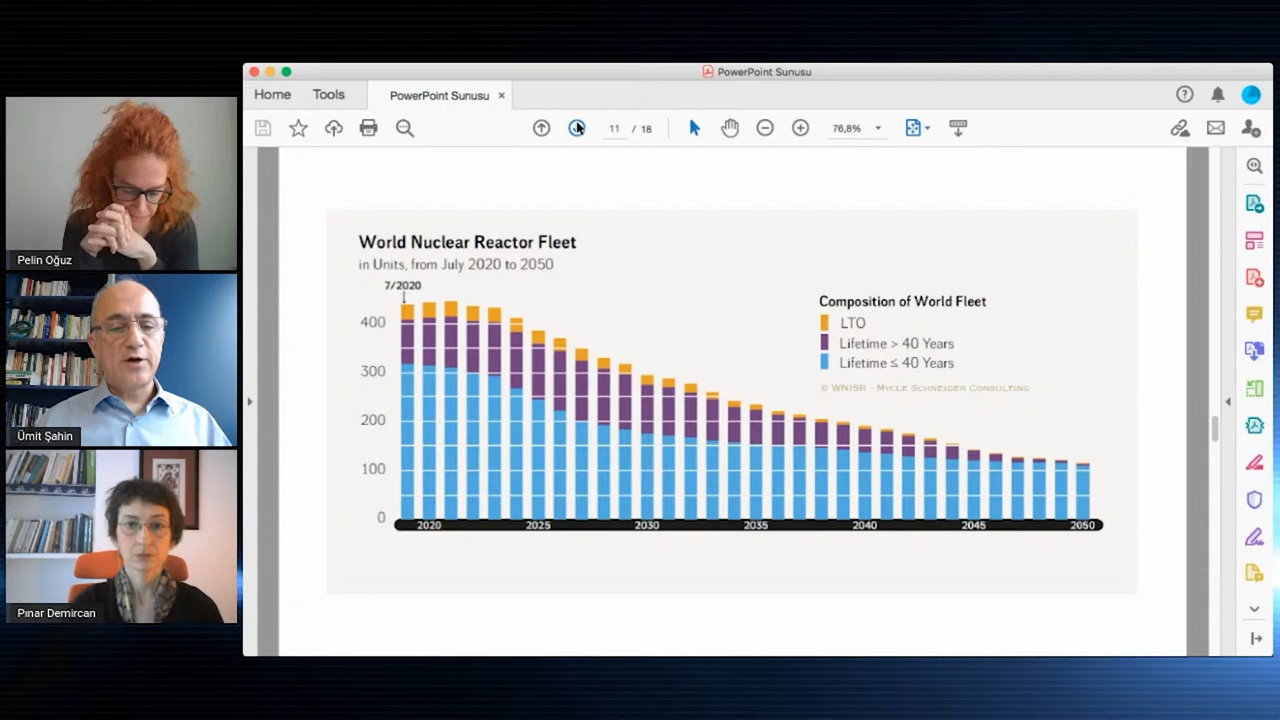 PowerPoint Sunusu
Home
Tools
PowerPoint Sunusu
11 / 18
76,8%
World Nuclear Reactor Fleet
in Units, from July 2020 to 2050
7/2020
400
300
200
100
0
2020 2025 2030 2035 2040 2045 2050
Composition of World Fleet
LTO
Lifetime > 40 Years
Lifetime ≤ 40 Years
© WNISR - Mycle Schneider Consulting
Pelin Oğuz
Ümit Şahin
Pınar Demircan